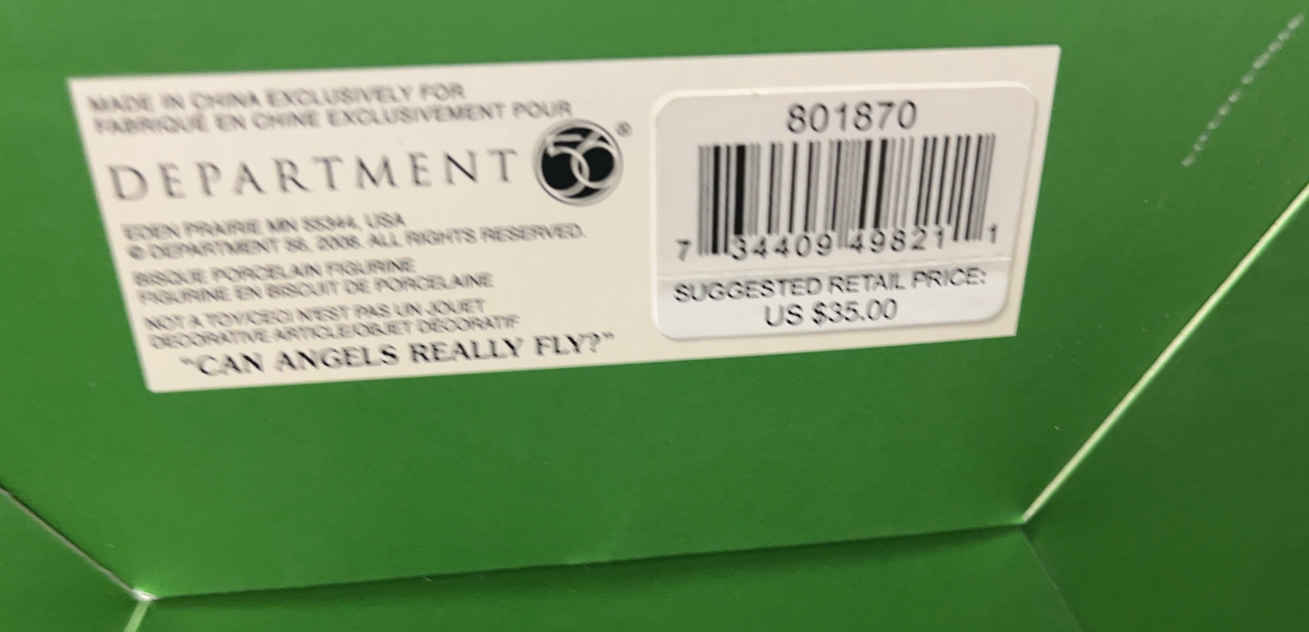 MADE IN CHINA EXCLUSIVELY FOR
FABRIQUÉ EN CHINE EXCLUSIVEMENT POUR
DEPARTMENT 56®
EDEN PRAIRIE MN 55344, USA
© DEPARTMENT 56, 2008. ALL RIGHTS RESERVED.
BISQUE PORCELAIN FIGURINE
FIGURINE EN BISCUIT DE PORCELAINE
NOT A TOY/CECI N'EST PAS UN JOUET
DECORATIVE ARTICLE/OBJET DÉCORATIF
"CAN ANGELS REALLY FLY?"
801870
7 34409 49821 1
SUGGESTED RETAIL PRICE:
US $35.00